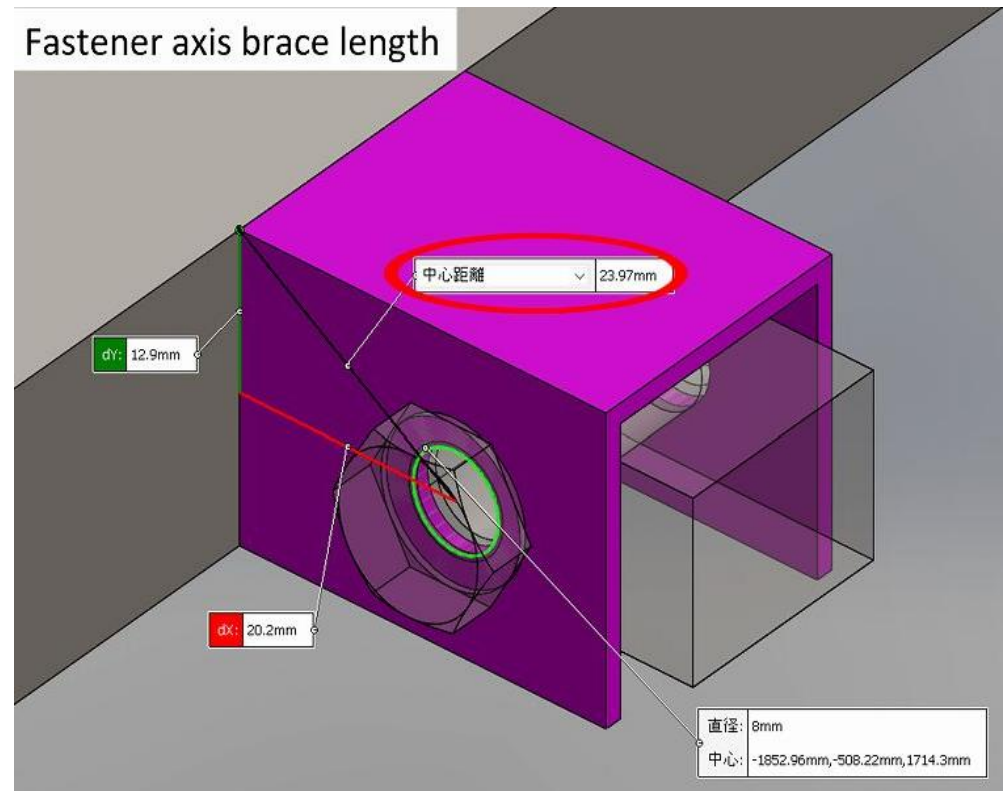 Fastener axis brace length
中心距離 23.97mm
dY: 12.9mm
dX: 20.2mm
直径: 8mm
中心: -1852.96mm,-508.22mm,1714.3mm